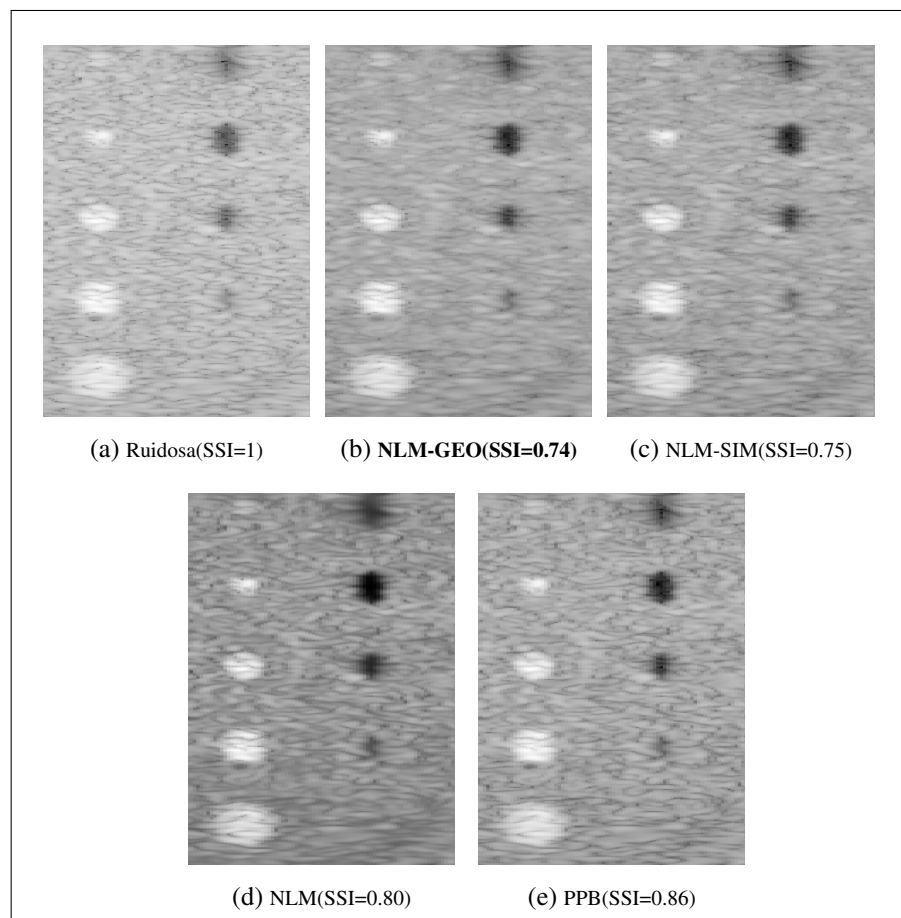 (a) Ruidosa(SSI=1)
(b) NLM-GEO(SSI=0.74)
(c) NLM-SIM(SSI=0.75)
(d) NLM(SSI=0.80)
(e) PPB(SSI=0.86)